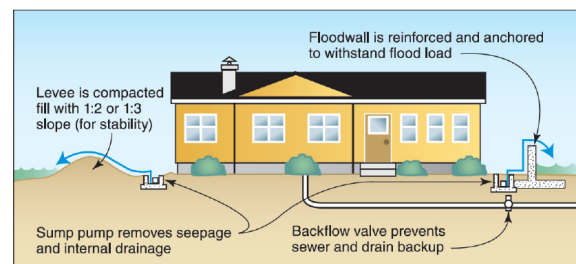 Floodwall is reinforced and anchored
to withstand flood load
Levee is compacted
fill with 1:2 or 1:3
slope (for stability)
Sump pump removes seepage
and internal drainage
Backflow valve prevents
sewer and drain backup